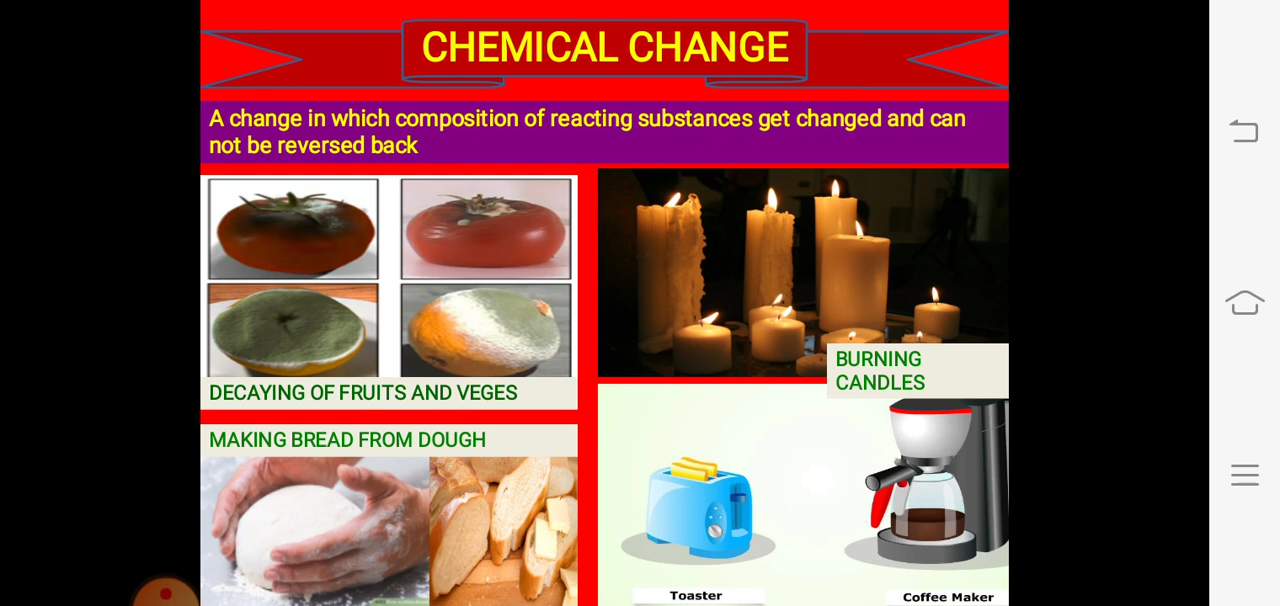 CHEMICAL CHANGE
A change in which composition of reacting substances get changed and can
not be reversed back
DECAYING OF FRUITS AND VEGES
BURNING
CANDLES
MAKING BREAD FROM DOUGH
Toaster
Coffee Maker